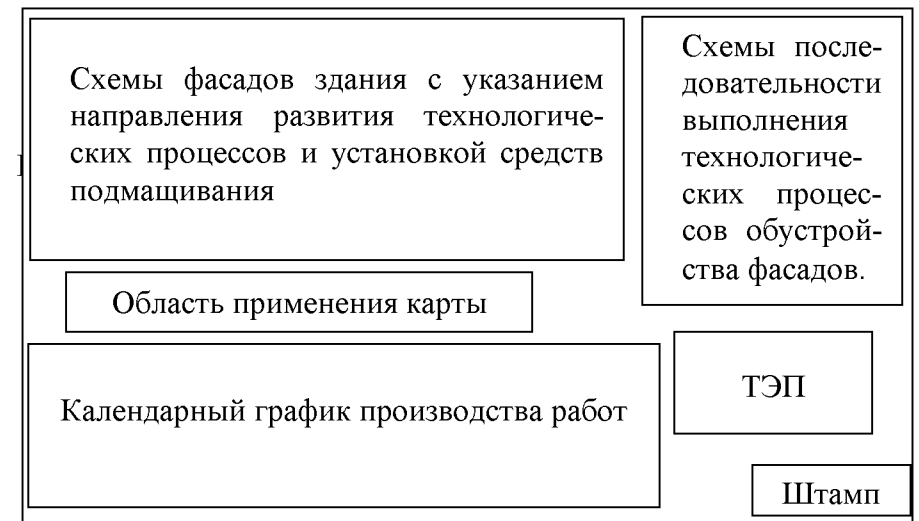 Схемы фасадов здания с указанием
направления развития технологиче-
ских процессов и установкой средств
подмащивания
Схемы после-
довательности
выполнения
технологиче-
ских процес-
сов обустрой-
ства фасадов.
Область применения карты
Календарный график производства работ
ТЭП
Штамп